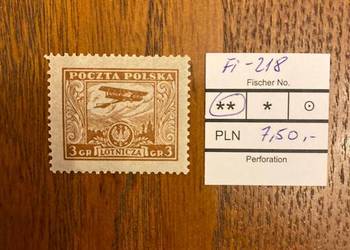 POCZTA POLSKA
3 GR LOTNICZA GR 3
Fi-218
Fischer No.
** * ⊙
PLN 7,50,-
Perforation